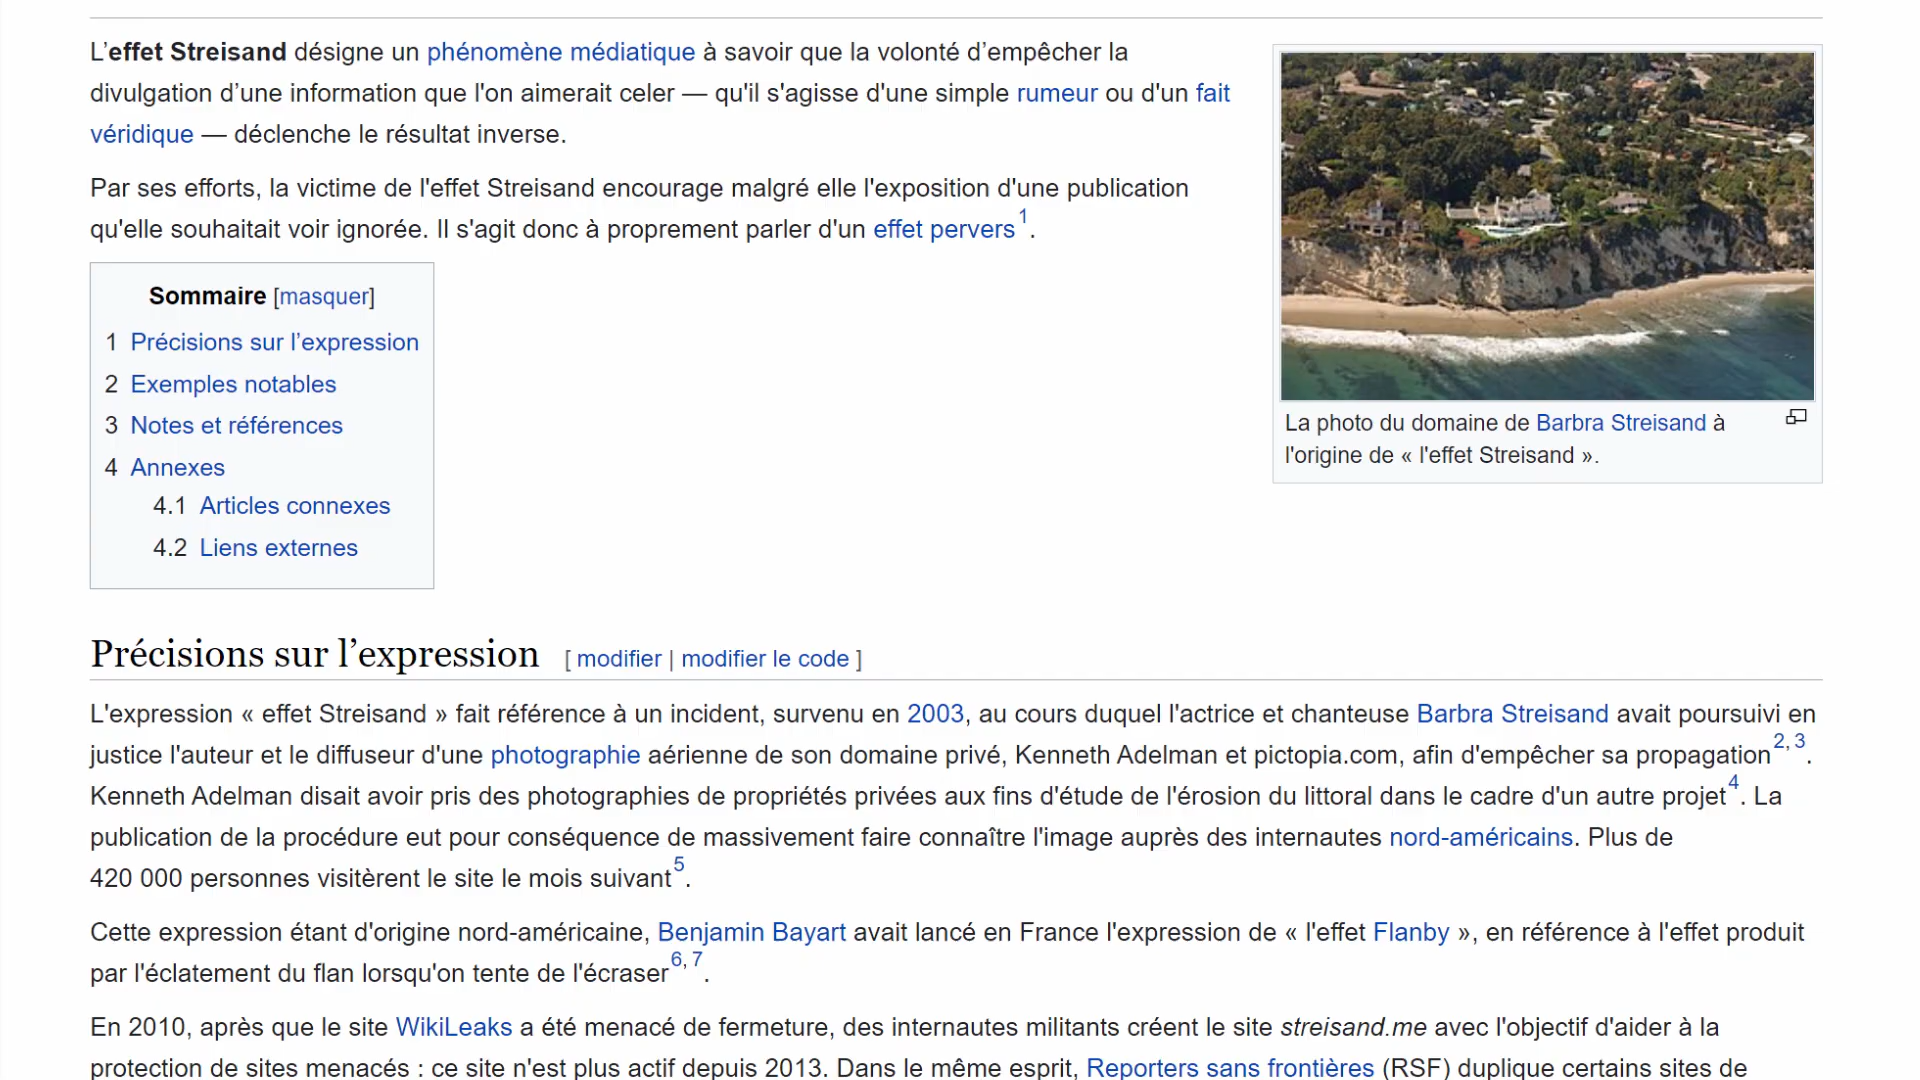 L’effet Streisand désigne un phénomène médiatique à savoir que la volonté d’empêcher la
divulgation d’une information que l'on aimerait celer — qu'il s'agisse d'une simple rumeur ou d'un fait
véridique — déclenche le résultat inverse.
Par ses efforts, la victime de l'effet Streisand encourage malgré elle l'exposition d'une publication
qu'elle souhaitait voir ignorée. Il s'agit donc à proprement parler d'un effet pervers1.
La photo du domaine de Barbra Streisand à
l'origine de « l'effet Streisand ».
Sommaire [masquer]
1 Précisions sur l’expression
2 Exemples notables
3 Notes et références
4 Annexes
4.1 Articles connexes
4.2 Liens externes
Précisions sur l’expression [ modifier | modifier le code ]
L'expression « effet Streisand » fait référence à un incident, survenu en 2003, au cours duquel l'actrice et chanteuse Barbra Streisand avait poursuivi en
justice l'auteur et le diffuseur d'une photographie aérienne de son domaine privé, Kenneth Adelman et pictopia.com, afin d'empêcher sa propagation2, 3.
Kenneth Adelman disait avoir pris des photographies de propriétés privées aux fins d'étude de l'érosion du littoral dans le cadre d'un autre projet4. La
publication de la procédure eut pour conséquence de massivement faire connaître l'image auprès des internautes nord-américains. Plus de
420 000 personnes visitèrent le site le mois suivant5.
Cette expression étant d'origine nord-américaine, Benjamin Bayart avait lancé en France l'expression de « l'effet Flanby », en référence à l'effet produit
par l'éclatement du flan lorsqu'on tente de l'écraser6, 7.
En 2010, après que le site WikiLeaks a été menacé de fermeture, des internautes militants créent le site streisand.me avec l'objectif d'aider à la
protection de sites menacés : ce site n'est plus actif depuis 2013. Dans le même esprit, Reporters sans frontières (RSF) duplique certains sites de